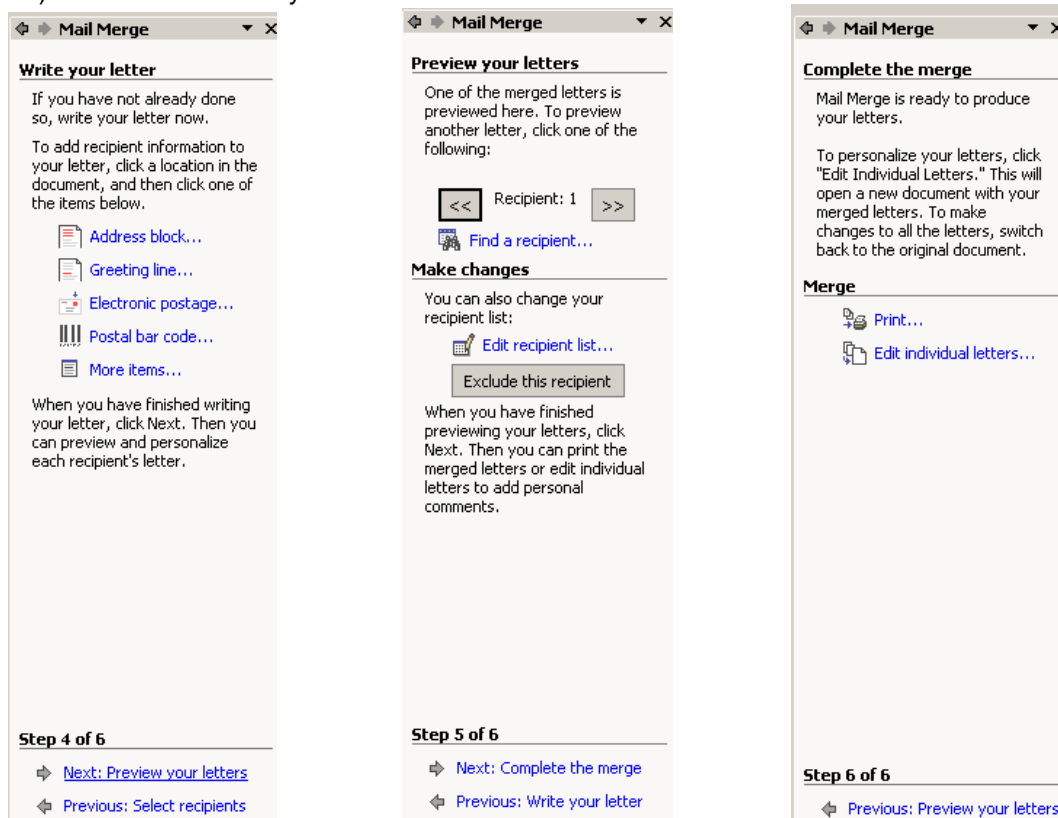 Mail Merge
Write your letter
If you have not already done
so, write your letter now.
To add recipient information to
your letter, click a location in the
document, and then click one of
the items below.
Address block...
Greeting line...
Electronic postage...
Postal bar code...
More items...
When you have finished writing
your letter, click Next. Then you
can preview and personalize
each recipient's letter.
Step 4 of 6
Next: Preview your letters
Previous: Select recipients
Mail Merge
Preview your letters
One of the merged letters is
previewed here. To preview
another letter, click one of the
following:
<< Recipient: 1 >>
Find a recipient...
Make changes
You can also change your
recipient list:
Edit recipient list...
Exclude this recipient
When you have finished
previewing your letters, click
Next. Then you can print the
merged letters or edit individual
letters to add personal
comments.
Step 5 of 6
Next: Complete the merge
Previous: Write your letter
Mail Merge
Complete the merge
Mail Merge is ready to produce
your letters.
To personalize your letters, click
"Edit Individual Letters." This will
open a new document with your
merged letters. To make
changes to all the letters, switch
back to the original document.
Merge
Print...
Edit individual letters...
Step 6 of 6
Previous: Preview your letters